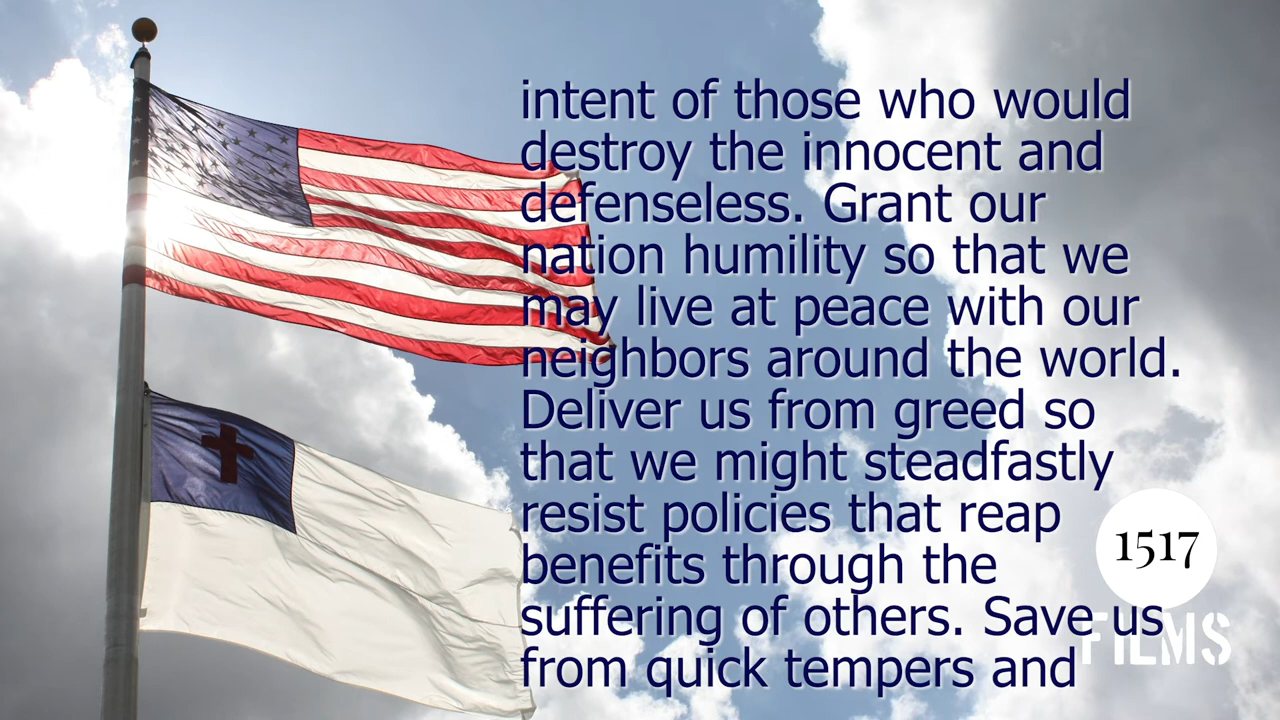 intent of those who would
destroy the innocent and
defenseless. Grant our
nation humility so that we
may live at peace with our
neighbors around the world.
Deliver us from greed so
that we might steadfastly
resist policies that reap
benefits through the
suffering of others. Save us
from quick tempers and
1517
FILMS